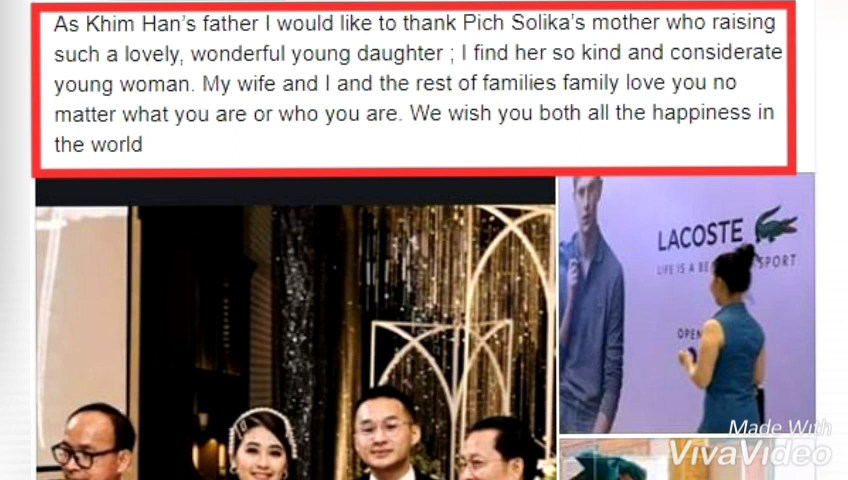 As Khim Han's father I would like to thank Pich Solika's mother who raising
such a lovely, wonderful young daughter ; I find her so kind and considerate
young woman. My wife and I and the rest of families family love you no
matter what you are or who you are. We wish you both all the happiness in
the world
LACOSTE
LIFE IS A BEA SPORT
OPEN
Made With
VivaVideo